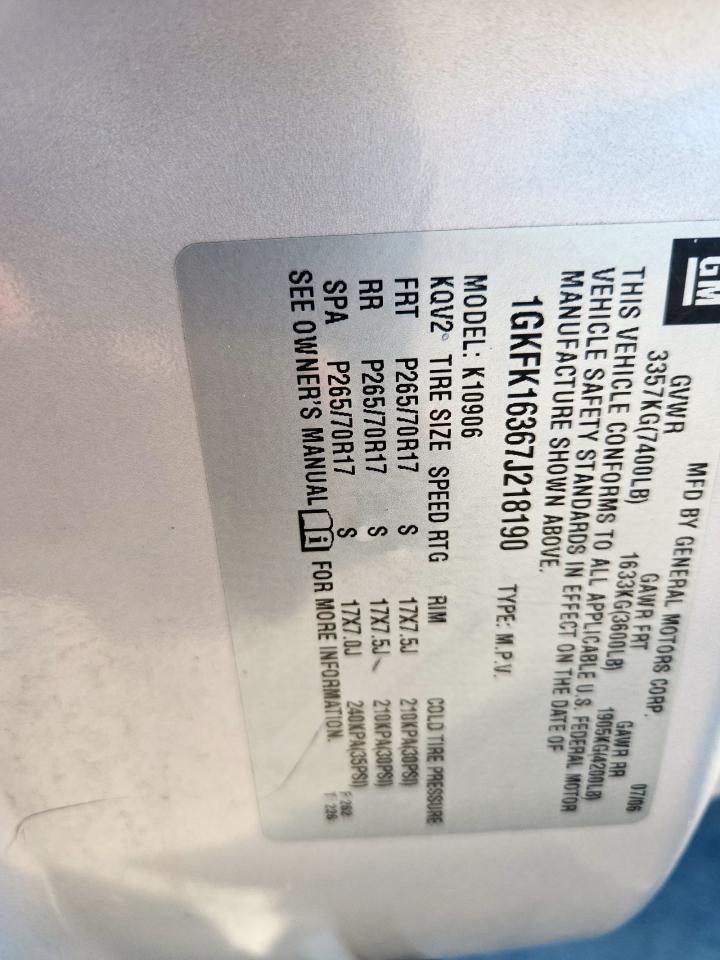 GM
MFD BY GENERAL MOTORS CORP. 07/06
GVWR GAWR FRT GAWR RR
3357KG(7400LB) 1633KG(3600LB) 1905KG(4200LB)
THIS VEHICLE CONFORMS TO ALL APPLICABLE U.S. FEDERAL MOTOR
VEHICLE SAFETY STANDARDS IN EFFECT ON THE DATE OF
MANUFACTURE SHOWN ABOVE.
1GKFK16367J218190 TYPE: M.P.V.
MODEL: K10906
KQV2 TIRE SIZE SPEED RTG RIM COLD TIRE PRESSURE
FRT P265/70R17 S 17X7.5J 210KPA(30PSI)
RR P265/70R17 S 17X7.5J 210KPA(30PSI)
SPA P265/70R17 S 17X7.0J 240KPA(35PSI)
SEE OWNER'S MANUAL FOR MORE INFORMATION.
F 262
T 226